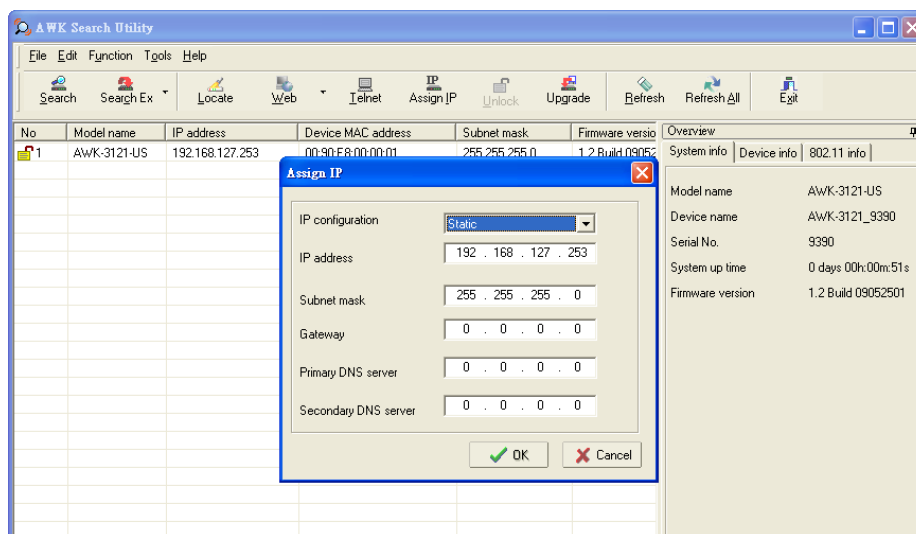 AWK Search Utility
File Edit Function Tools Help
Search Search Ex Locate Web Telnet Assign IP Unlock Upgrade Refresh Refresh All Exit
No Model name IP address Device MAC address Subnet mask Firmware versio
1 AWK-3121-US 192.168.127.253 00:90:E8:00:00:01 255.255.255.0 1.2 Build 09052
Assign IP
IP configuration Static
IP address 192 . 168 . 127 . 253
Subnet mask 255 . 255 . 255 . 0
Gateway 0 . 0 . 0 . 0
Primary DNS server 0 . 0 . 0 . 0
Secondary DNS server 0 . 0 . 0 . 0
OK Cancel
Overview
System info Device info 802.11 info
Model name AWK-3121-US
Device name AWK-3121_9390
Serial No. 9390
System up time 0 days 00h:00m:51s
Firmware version 1.2 Build 09052501